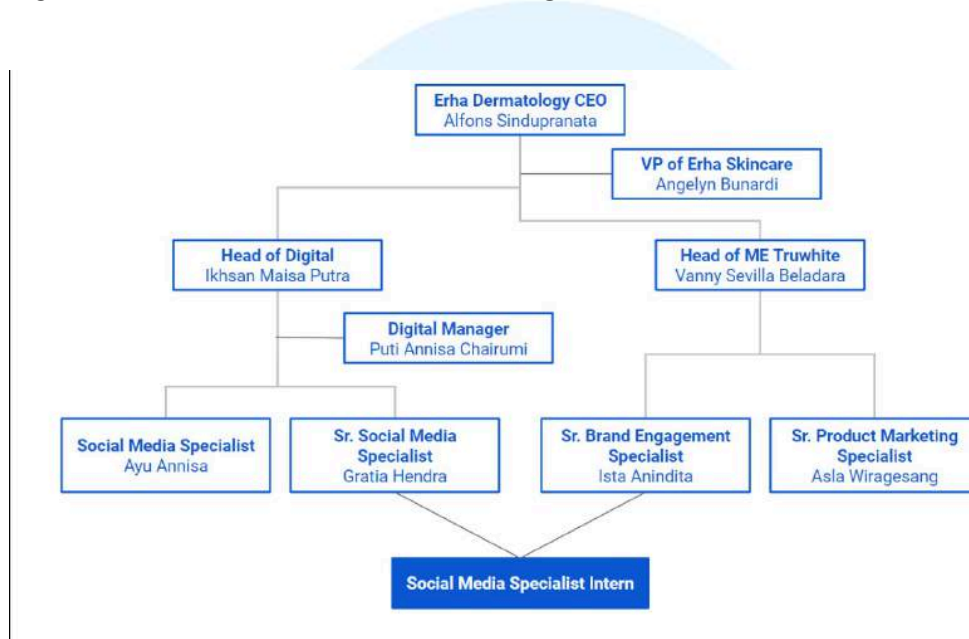 Erha Dermatology CEO
Alfons Sindupranata
VP of Erha Skincare
Angelyn Bunardi
Head of Digital
Ikhsan Maisa Putra
Head of ME Truwhite
Vanny Sevilla Beladara
Digital Manager
Puti Annisa Chairumi
Social Media Specialist
Ayu Annisa
Sr. Social Media
Specialist
Gratia Hendra
Sr. Brand Engagement
Specialist
Ista Anindita
Sr. Product Marketing
Specialist
Asla Wiragesang
Social Media Specialist Intern